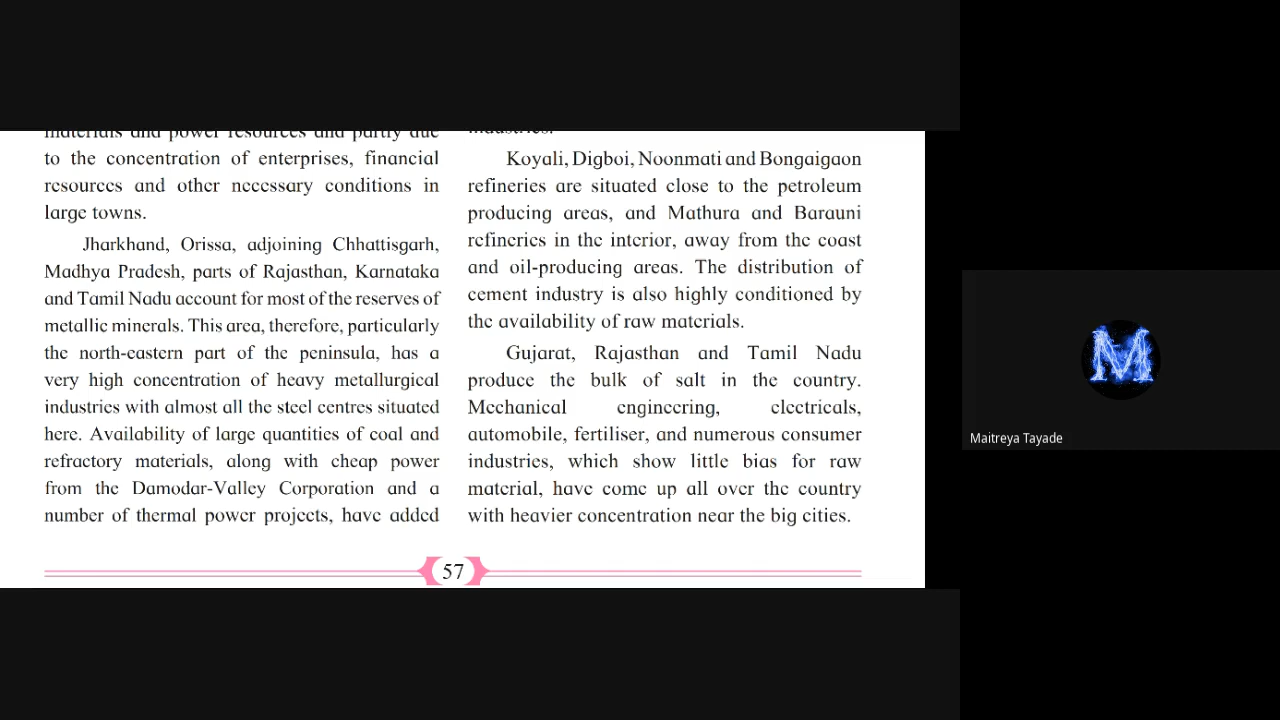 materials and power resources and partly due
to the concentration of enterprises, financial
resources and other necessary conditions in
large towns.
Jharkhand, Orissa, adjoining Chhattisgarh,
Madhya Pradesh, parts of Rajasthan, Karnataka
and Tamil Nadu account for most of the reserves of
metallic minerals. This area, therefore, particularly
the north-eastern part of the peninsula, has a
very high concentration of heavy metallurgical
industries with almost all the steel centres situated
here. Availability of large quantities of coal and
refractory materials, along with cheap power
from the Damodar-Valley Corporation and a
number of thermal power projects, have added
industries.
Koyali, Digboi, Noonmati and Bongaigaon
refineries are situated close to the petroleum
producing areas, and Mathura and Barauni
refineries in the interior, away from the coast
and oil-producing areas. The distribution of
cement industry is also highly conditioned by
the availability of raw materials.
Gujarat, Rajasthan and Tamil Nadu
produce the bulk of salt in the country.
Mechanical engineering, electricals,
automobile, fertiliser, and numerous consumer
industries, which show little bias for raw
material, have come up all over the country
with heavier concentration near the big cities.
57
M
Maitreya Tayade